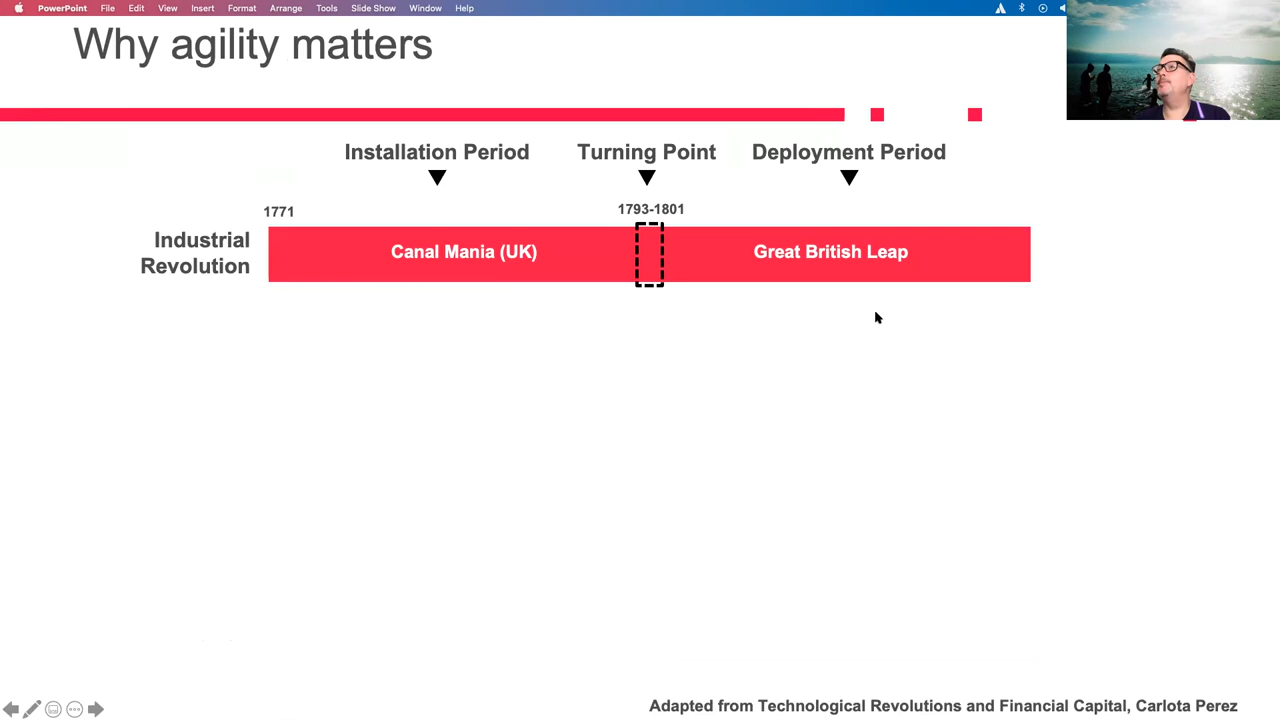 PowerPoint File Edit View Insert Format Arrange Tools Slide Show Window Help
Why agility matters
Installation Period Turning Point Deployment Period
1771 1793-1801
Industrial
Revolution
Canal Mania (UK) Great British Leap
Adapted from Technological Revolutions and Financial Capital, Carlota Perez